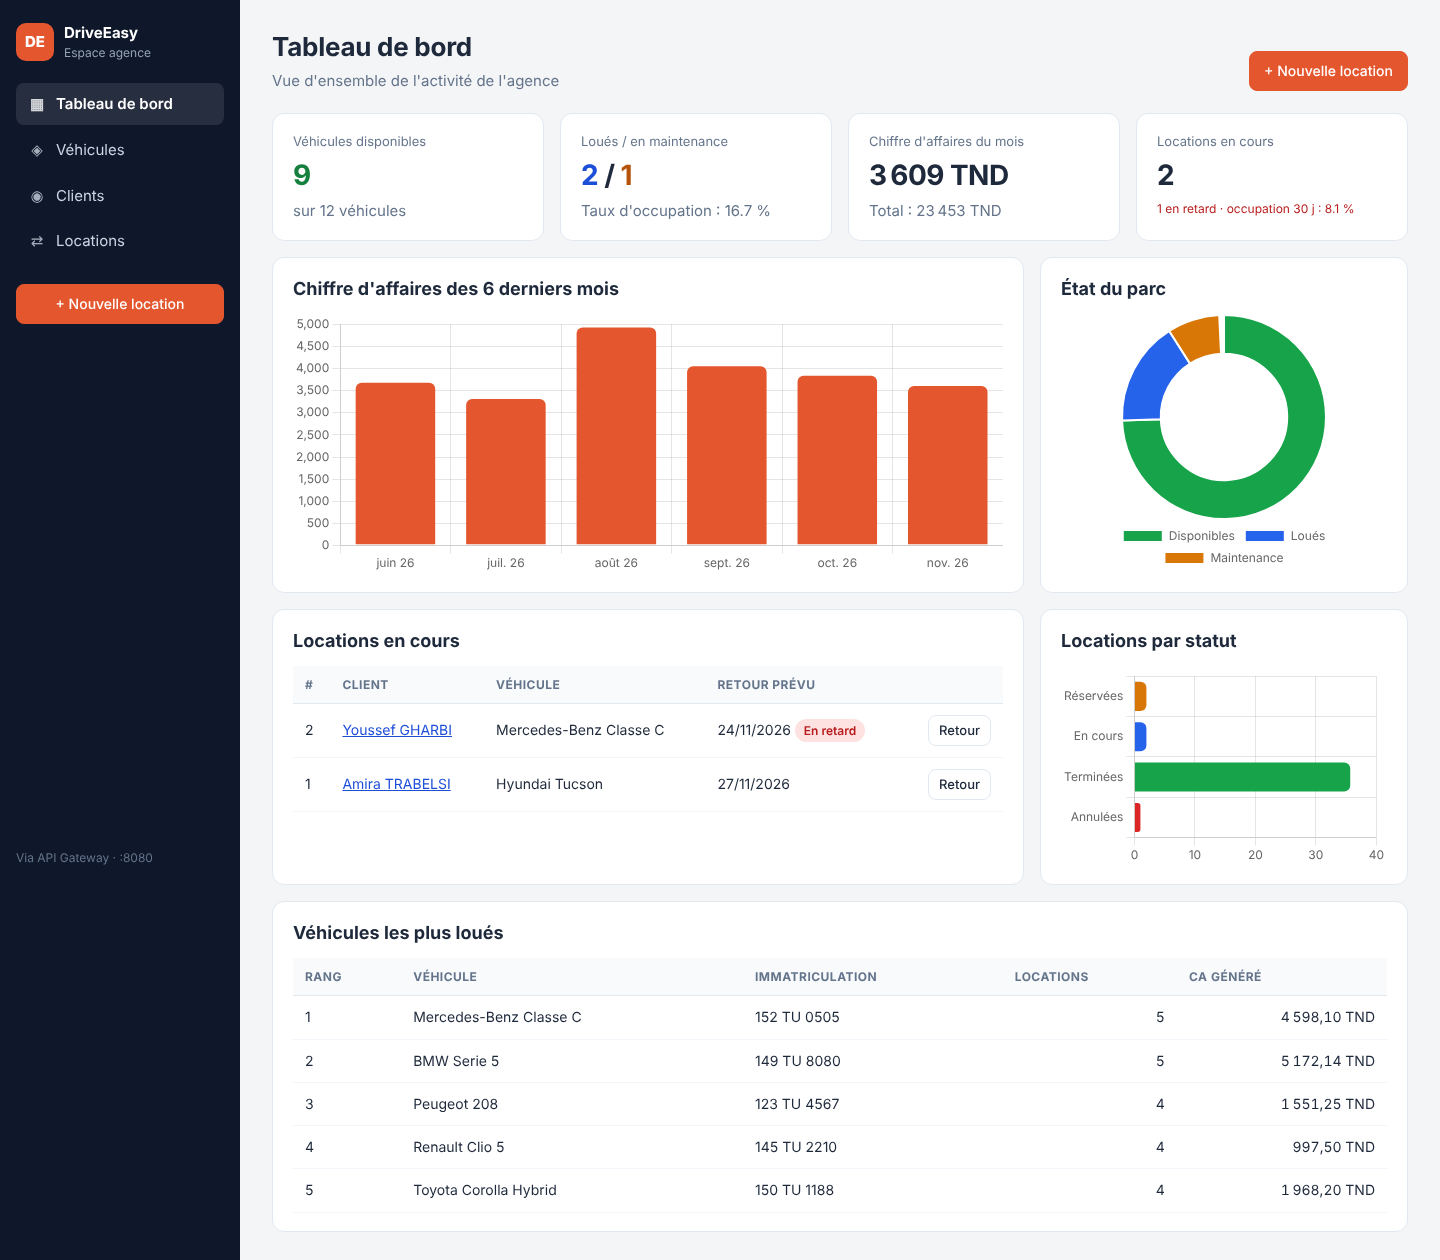 DE
DriveEasy
Espace agence
Tableau de bord
Véhicules
Clients
Locations
+ Nouvelle location
Via API Gateway · :8080
Tableau de bord
Vue d'ensemble de l'activité de l'agence
+ Nouvelle location
Véhicules disponibles
9
sur 12 véhicules
Loués / en maintenance
2 / 1
Taux d'occupation : 16.7 %
Chiffre d'affaires du mois
3 609 TND
Total : 23 453 TND
Locations en cours
2
1 en retard · occupation 30 j : 8.1 %
Chiffre d'affaires des 6 derniers mois
5,000
4,500
4,000
3,500
3,000
2,500
2,000
1,500
1,000
500
0
juin 26 juil. 26 août 26 sept. 26 oct. 26 nov. 26
État du parc
Disponibles Loués
Maintenance
Locations en cours
# CLIENT VÉHICULE RETOUR PRÉVU
2 Youssef GHARBI Mercedes-Benz Classe C 24/11/2026 En retard Retour
1 Amira TRABELSI Hyundai Tucson 27/11/2026 Retour
Locations par statut
Réservées
En cours
Terminées
Annulées
0 10 20 30 40
Véhicules les plus loués
RANG VÉHICULE IMMATRICULATION LOCATIONS CA GÉNÉRÉ
1 Mercedes-Benz Classe C 152 TU 0505 5 4 598,10 TND
2 BMW Serie 5 149 TU 8080 5 5 172,14 TND
3 Peugeot 208 123 TU 4567 4 1 551,25 TND
4 Renault Clio 5 145 TU 2210 4 997,50 TND
5 Toyota Corolla Hybrid 150 TU 1188 4 1 968,20 TND